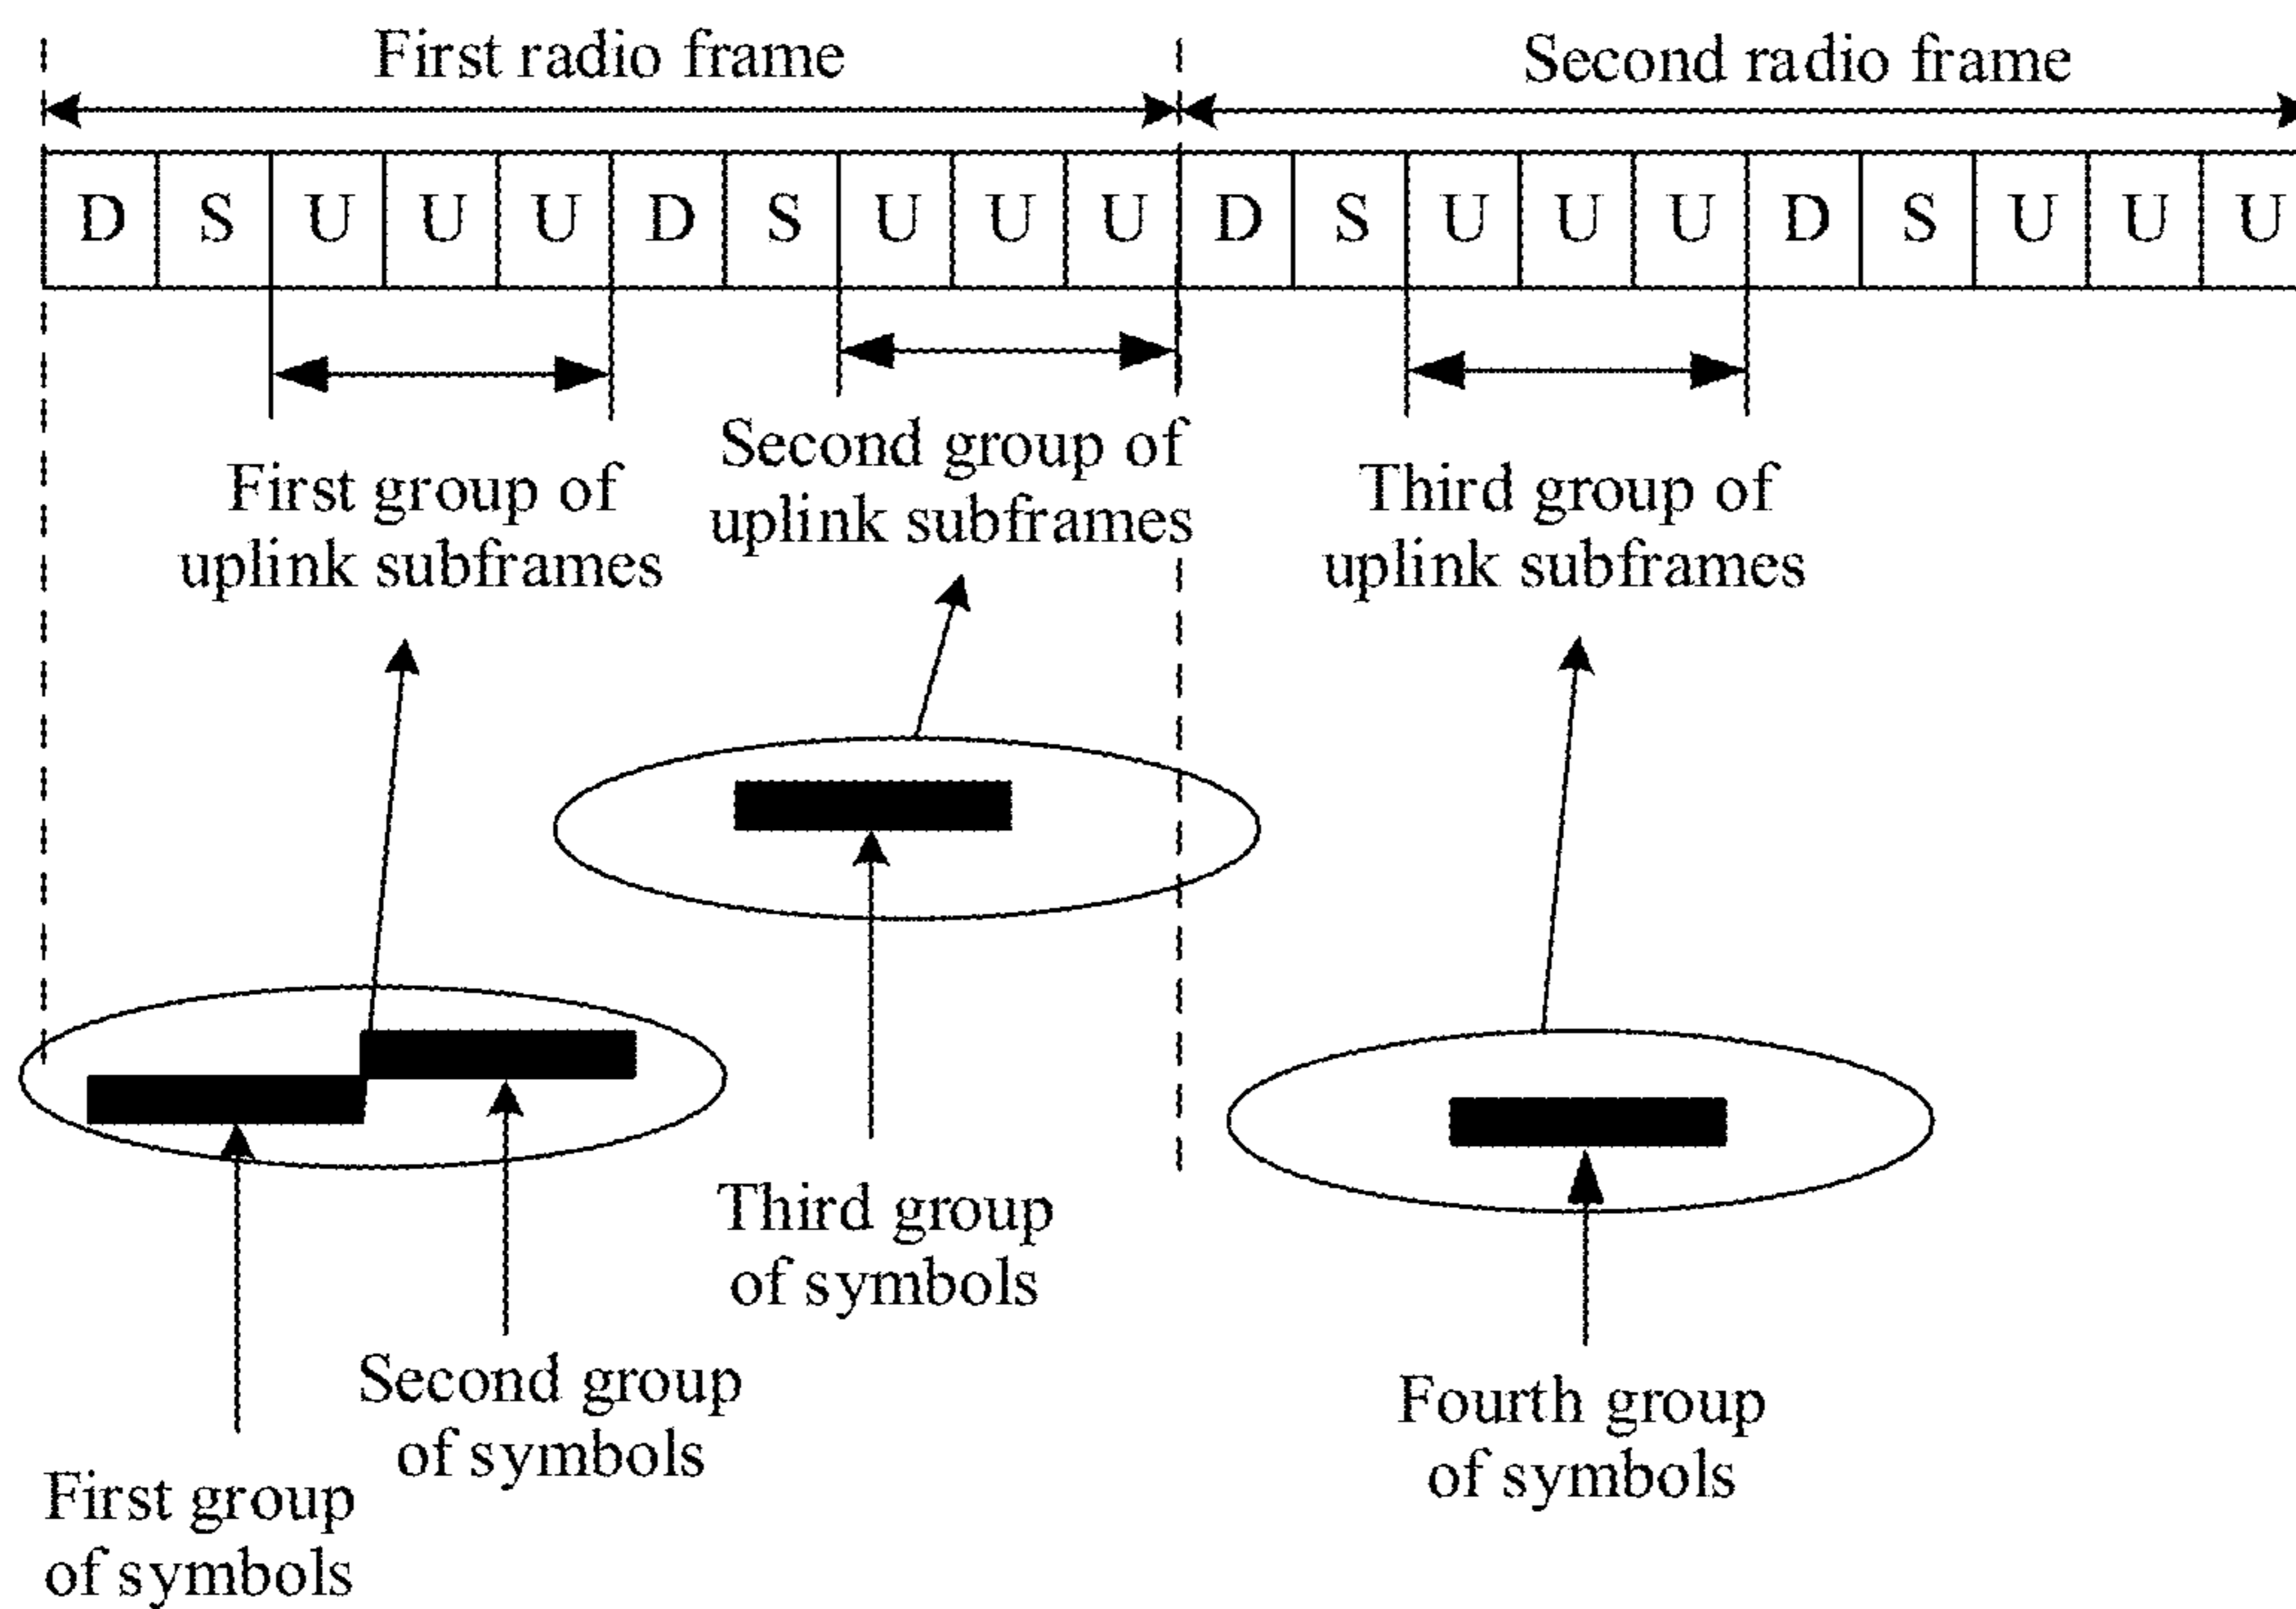 First radio frame
Second radio frame
D S U U U D S U U U D S U U U D S U U U
First group of
uplink subframes
Second group of
uplink subframes
Third group of
uplink subframes
Third group
of symbols
Second group
of symbols
First group
of symbols
Fourth group
of symbols